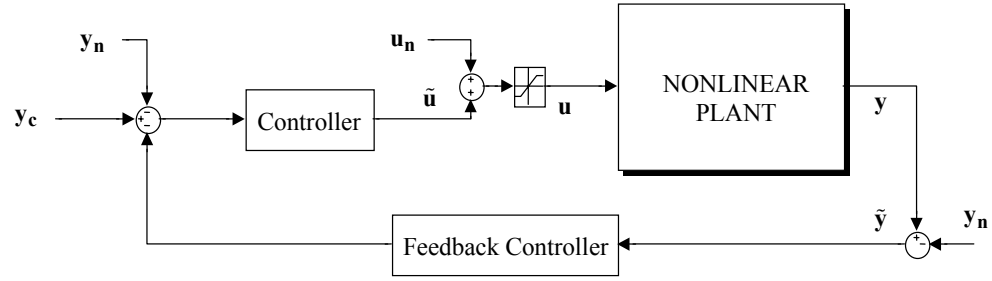 y_n
u_n
y_c
+
−
−
Controller
ũ
+
+
u
NONLINEAR
PLANT
y
Feedback Controller
ỹ
+
−
y_n